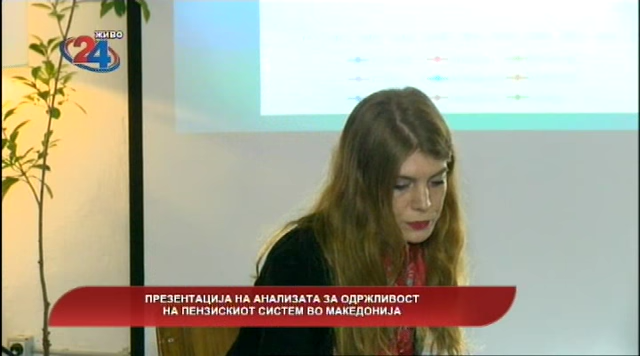 ЖИВО
24
ПРЕЗЕНТАЦИЈА НА АНАЛИЗАТА ЗА ОДРЖЛИВОСТ
НА ПЕНЗИСКИОТ СИСТЕМ ВО МАКЕДОНИЈА